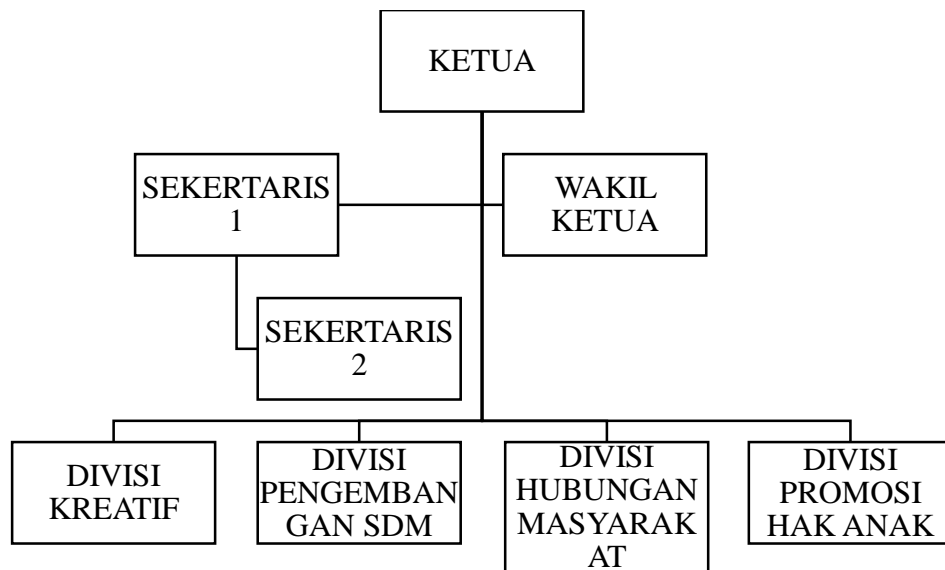 KETUA
SEKERTARIS
1
WAKIL
KETUA
SEKERTARIS
2
DIVISI
KREATIF
DIVISI
PENGEMBAN
GAN SDM
DIVISI
HUBUNGAN
MASYARAK
AT
DIVISI
PROMOSI
HAK ANAK